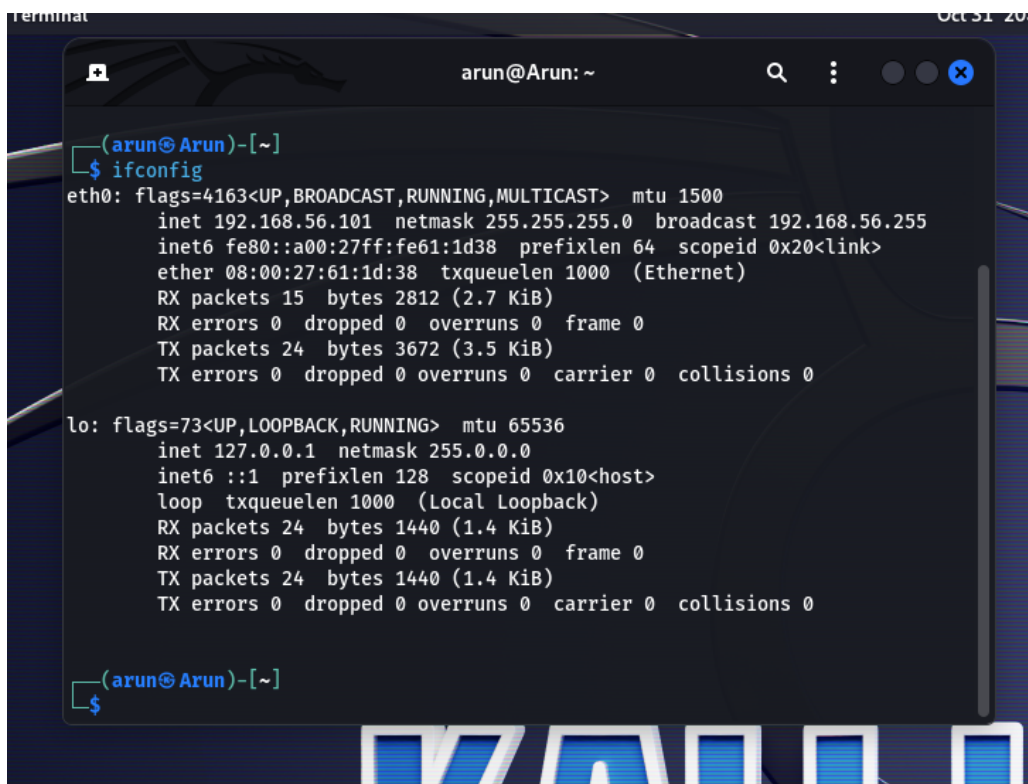 Terminal
Oct 31 20
arun@Arun: ~
(arun㉿Arun)-[~]
$ ifconfig
eth0: flags=4163<UP,BROADCAST,RUNNING,MULTICAST>  mtu 1500
inet 192.168.56.101  netmask 255.255.255.0  broadcast 192.168.56.255
inet6 fe80::a00:27ff:fe61:1d38  prefixlen 64  scopeid 0x20<link>
ether 08:00:27:61:1d:38  txqueuelen 1000  (Ethernet)
RX packets 15  bytes 2812 (2.7 KiB)
RX errors 0  dropped 0  overruns 0  frame 0
TX packets 24  bytes 3672 (3.5 KiB)
TX errors 0  dropped 0 overruns 0  carrier 0  collisions 0
lo: flags=73<UP,LOOPBACK,RUNNING>  mtu 65536
inet 127.0.0.1  netmask 255.0.0.0
inet6 ::1  prefixlen 128  scopeid 0x10<host>
loop  txqueuelen 1000  (Local Loopback)
RX packets 24  bytes 1440 (1.4 KiB)
RX errors 0  dropped 0  overruns 0  frame 0
TX packets 24  bytes 1440 (1.4 KiB)
TX errors 0  dropped 0 overruns 0  carrier 0  collisions 0
(arun㉿Arun)-[~]
$
KALI